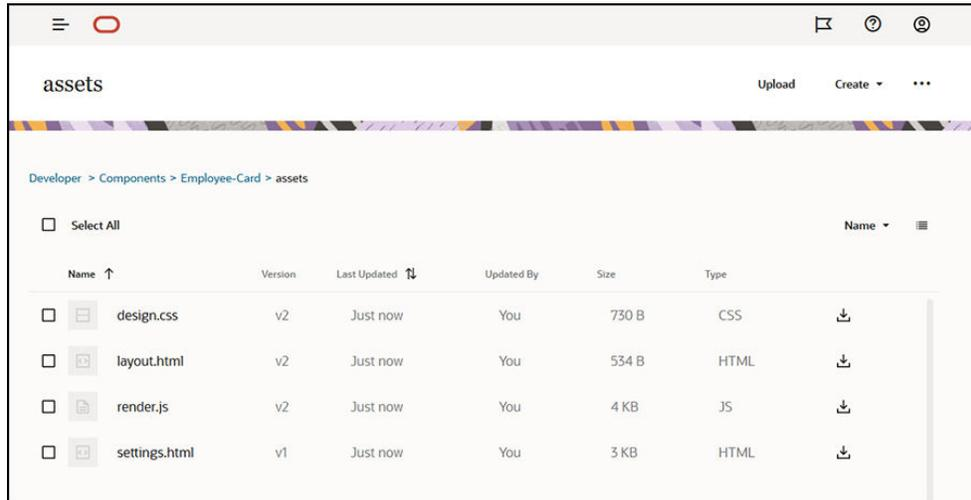 assets
Upload Create
Developer > Components > Employee-Card > assets
Select All Name
Name Version Last Updated Updated By Size Type
design.css v2 Just now You 730 B CSS
layout.html v2 Just now You 534 B HTML
render.js v2 Just now You 4 KB JS
settings.html v1 Just now You 3 KB HTML